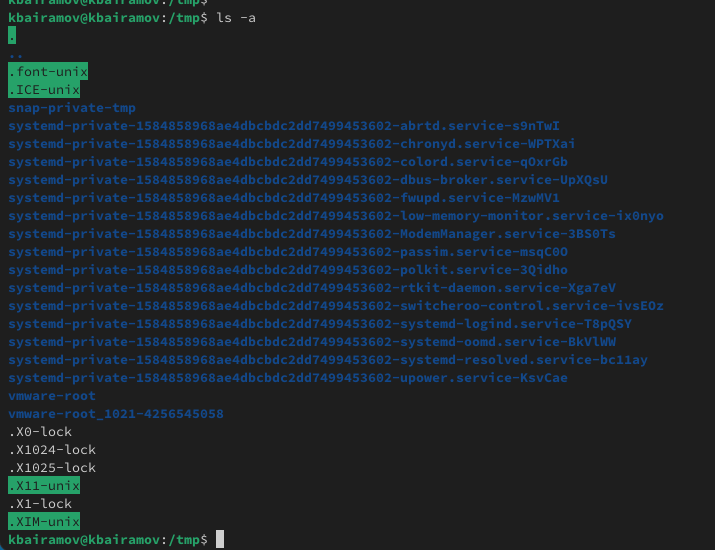 kbairamov@kbairamov:/tmp$
kbairamov@kbairamov:/tmp$ ls -a
.
..
.font-unix
.ICE-unix
snap-private-tmp
systemd-private-1584858968ae4dbcbdc2dd7499453602-abrtd.service-s9nTwI
systemd-private-1584858968ae4dbcbdc2dd7499453602-chronyd.service-WPTXai
systemd-private-1584858968ae4dbcbdc2dd7499453602-colord.service-qOxrGb
systemd-private-1584858968ae4dbcbdc2dd7499453602-dbus-broker.service-UpXQsU
systemd-private-1584858968ae4dbcbdc2dd7499453602-fwupd.service-MzwMV1
systemd-private-1584858968ae4dbcbdc2dd7499453602-low-memory-monitor.service-ix0nyo
systemd-private-1584858968ae4dbcbdc2dd7499453602-ModemManager.service-3BS0Ts
systemd-private-1584858968ae4dbcbdc2dd7499453602-passim.service-msqC0O
systemd-private-1584858968ae4dbcbdc2dd7499453602-polkit.service-3Qidho
systemd-private-1584858968ae4dbcbdc2dd7499453602-rtkit-daemon.service-Xga7eV
systemd-private-1584858968ae4dbcbdc2dd7499453602-switcheroo-control.service-ivsEOz
systemd-private-1584858968ae4dbcbdc2dd7499453602-systemd-logind.service-T8pQSY
systemd-private-1584858968ae4dbcbdc2dd7499453602-systemd-oomd.service-BkVlWW
systemd-private-1584858968ae4dbcbdc2dd7499453602-systemd-resolved.service-bc11ay
systemd-private-1584858968ae4dbcbdc2dd7499453602-upower.service-KsvCae
vmware-root
vmware-root_1021-4256545058
.X0-lock
.X1024-lock
.X1025-lock
.X11-unix
.X1-lock
.XIM-unix
kbairamov@kbairamov:/tmp$